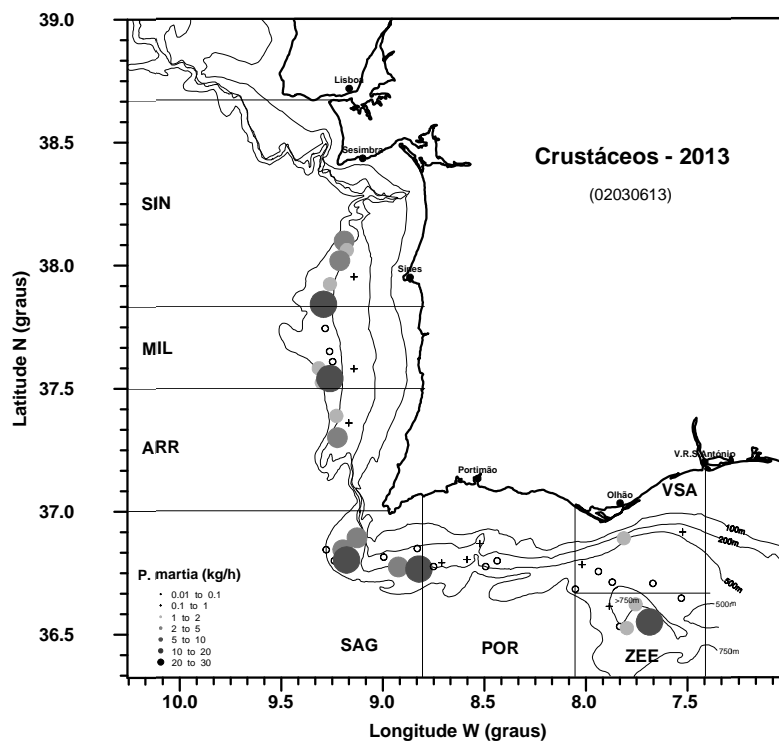 39.0
38.5
38.0
37.5
37.0
36.5
Latitude N (graus)
Lisboa
Sesimbra
Crustáceos - 2013
(02030613)
SIN
Sines
MIL
ARR
Portimão
V.R.S.António
VSA
Olhão
100m
200m
500m
P. martia (kg/h)
0.01 to 0.1
0.1 to 1
1 to 2
2 to 5
5 to 10
10 to 20
20 to 30
>750m
500m
750m
SAG
POR
ZEE
10.0 9.5 9.0 8.5 8.0 7.5
Longitude W (graus)